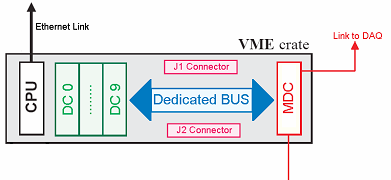 Ethernet Link
VME crate
Link to DAQ
J1 Connector
CPU
DC 0
........
DC 9
Dedicated BUS
MDC
J2 Connector